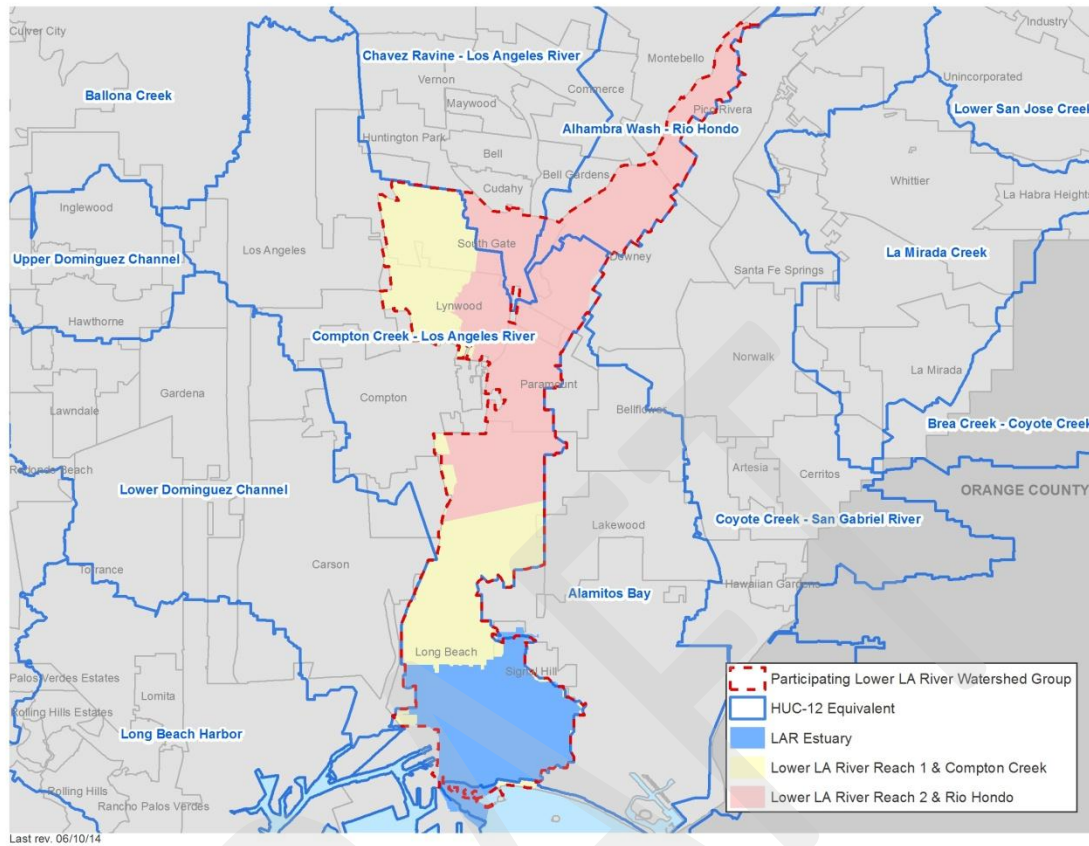 Culver City
Chavez Ravine - Los Angeles River
Industry
Montebello
Vernon
Commerce
Unincorporated
Ballona Creek
Maywood
Pico Rivera
Lower San Jose Creek
Huntington Park
Alhambra Wash - Rio Hondo
Bell
Bell Gardens
Whittier
Cudahy
La Habra Heights
Inglewood
South Gate
Los Angeles
Downey
La Mirada Creek
Upper Dominguez Channel
Santa Fe Springs
Lynwood
Hawthorne
Compton Creek - Los Angeles River
Norwalk
La Mirada
Paramount
Gardena
Compton
Bellflower
Lawndale
Brea Creek - Coyote Creek
Artesia
Redondo Beach
Cerritos
Lower Dominguez Channel
ORANGE COUNTY
Coyote Creek - San Gabriel River
Lakewood
Carson
Torrance
Hawaiian Gardens
Alamitos Bay
Long Beach
Signal Hill
Palos Verdes Estates
Lomita
Rolling Hills Estates
Long Beach Harbor
Rolling Hills
Rancho Palos Verdes
Participating Lower LA River Watershed Group
HUC-12 Equivalent
LAR Estuary
Lower LA River Reach 1 & Compton Creek
Lower LA River Reach 2 & Rio Hondo
Last rev. 06/10/14